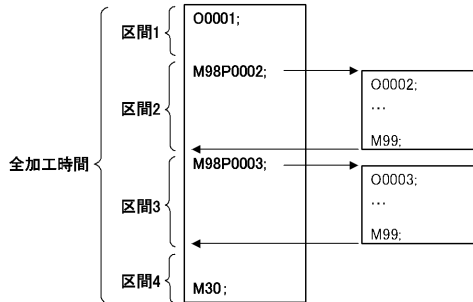 区間1
O0001;
区間2
M98P0002;
O0002;
…
M99;
全加工時間
区間3
M98P0003;
O0003;
…
M99;
区間4
M30;